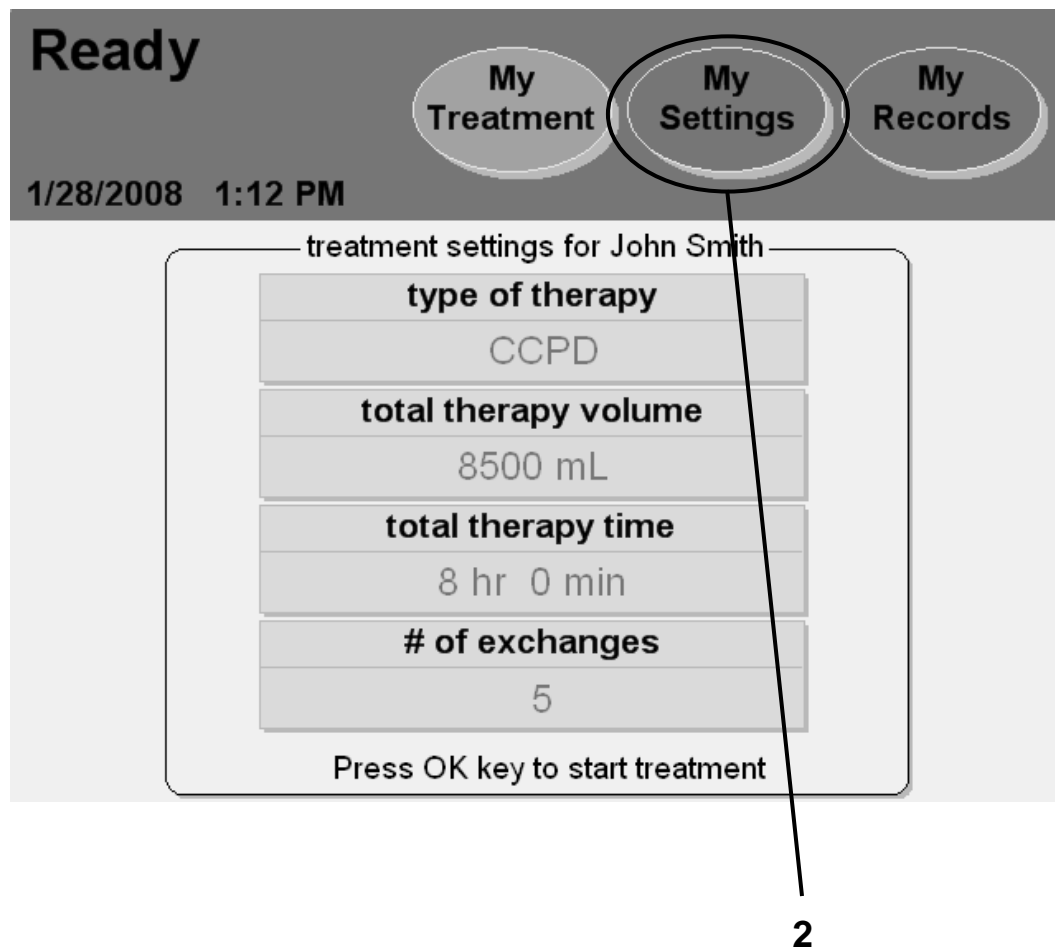 Ready
My
Treatment
My
Settings
My
Records
1/28/2008 1:12 PM
treatment settings for John Smith
type of therapy
CCPD
total therapy volume
8500 mL
total therapy time
8 hr 0 min
# of exchanges
5
Press OK key to start treatment
2